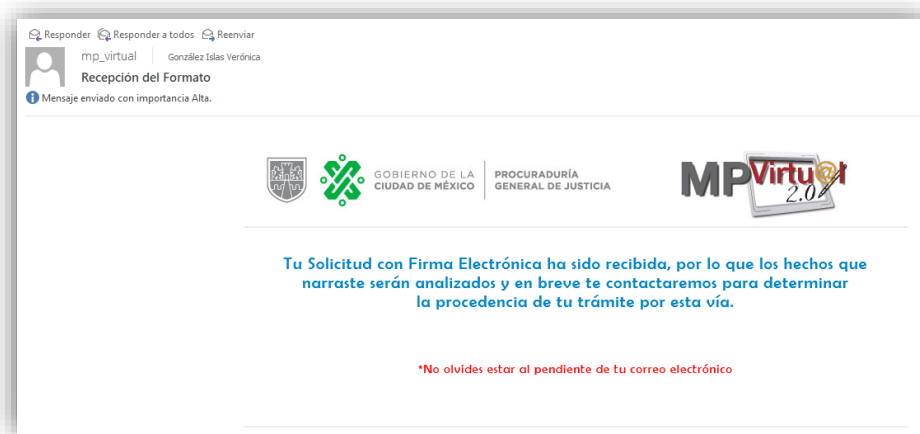 Responder Responder a todos Reenviar
mp_virtual González Islas Verónica
Recepción del Formato
Mensaje enviado con importancia Alta.
GOBIERNO DE LA
CIUDAD DE MÉXICO
PROCURADURÍA
GENERAL DE JUSTICIA
MPVirtu@l
2.0
Tu Solicitud con Firma Electrónica ha sido recibida, por lo que los hechos que
narraste serán analizados y en breve te contactaremos para determinar
la procedencia de tu trámite por esta vía.
*No olvides estar al pendiente de tu correo electrónico